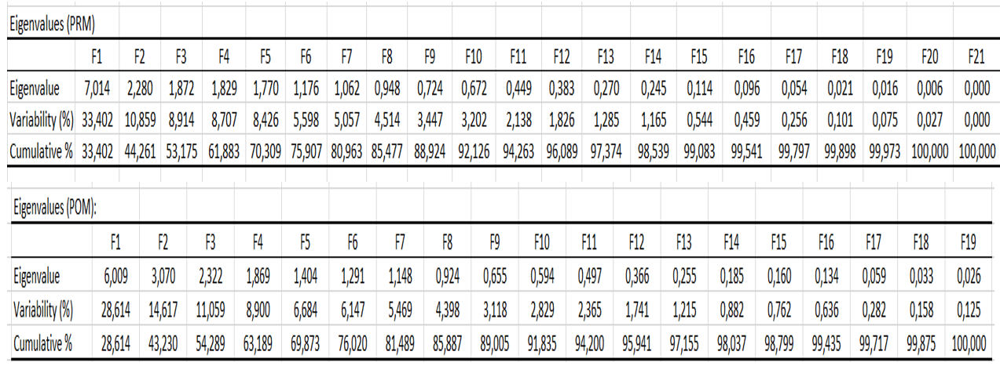 Eigenvalues (PRM)
F1 F2 F3 F4 F5 F6 F7 F8 F9 F10 F11 F12 F13 F14 F15 F16 F17 F18 F19 F20 F21
Eigenvalue 7,014 2,280 1,872 1,829 1,770 1,176 1,062 0,948 0,724 0,672 0,449 0,383 0,270 0,245 0,114 0,096 0,054 0,021 0,016 0,006 0,000
Variability (%) 33,402 10,859 8,914 8,707 8,426 5,598 5,057 4,514 3,447 3,202 2,138 1,826 1,285 1,165 0,544 0,459 0,256 0,101 0,075 0,027 0,000
Cumulative % 33,402 44,261 53,175 61,883 70,309 75,907 80,963 85,477 88,924 92,126 94,263 96,089 97,374 98,539 99,083 99,541 99,797 99,898 99,973 100,000 100,000
Eigenvalues (POM):
F1 F2 F3 F4 F5 F6 F7 F8 F9 F10 F11 F12 F13 F14 F15 F16 F17 F18 F19
Eigenvalue 6,009 3,070 2,322 1,869 1,404 1,291 1,148 0,924 0,655 0,594 0,497 0,366 0,255 0,185 0,160 0,134 0,059 0,033 0,026
Variability (%) 28,614 14,617 11,059 8,900 6,684 6,147 5,469 4,398 3,118 2,829 2,365 1,741 1,215 0,882 0,762 0,636 0,282 0,158 0,125
Cumulative % 28,614 43,230 54,289 63,189 69,873 76,020 81,489 85,887 89,005 91,835 94,200 95,941 97,155 98,037 98,799 99,435 99,717 99,875 100,000